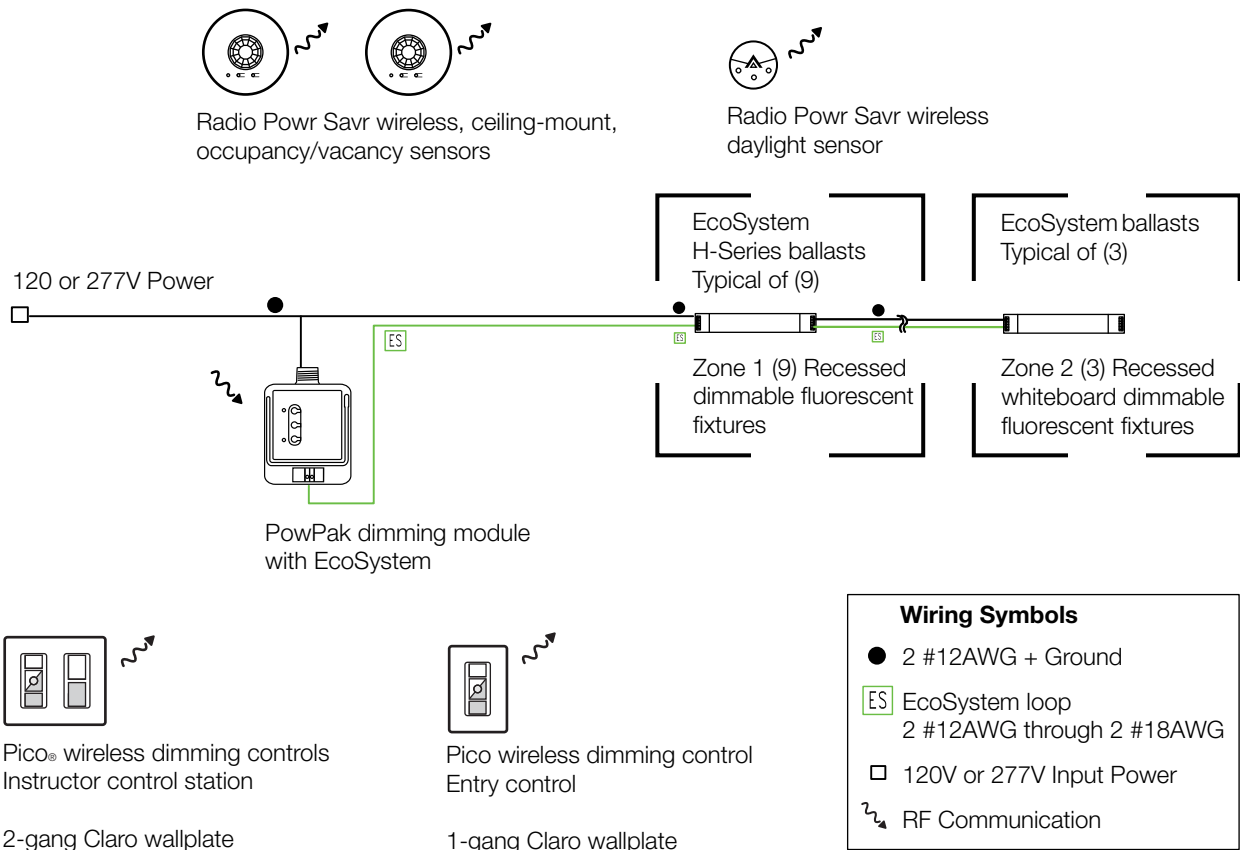 Radio Powr Savr wireless, ceiling-mount,
occupancy/vacancy sensors
Radio Powr Savr wireless
daylight sensor
EcoSystem
H-Series ballasts
Typical of (9)
EcoSystem ballasts
Typical of (3)
120 or 277V Power
ES
ES
ES
Zone 1 (9) Recessed
dimmable fluorescent
fixtures
Zone 2 (3) Recessed
whiteboard dimmable
fluorescent fixtures
PowPak dimming module
with EcoSystem
Pico® wireless dimming controls
Instructor control station
2-gang Claro wallplate
Pico wireless dimming control
Entry control
1-gang Claro wallplate
Wiring Symbols
2 #12AWG + Ground
ES EcoSystem loop
2 #12AWG through 2 #18AWG
120V or 277V Input Power
RF Communication